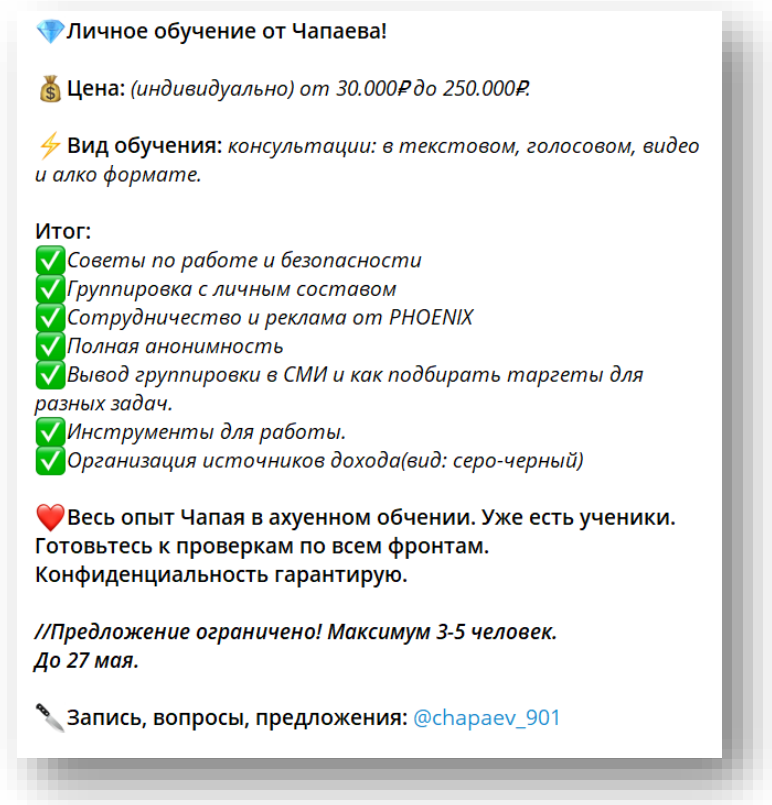 💎Личное обучение от Чапаева!
💰Цена: (индивидуально) от 30.000₽ до 250.000₽.
⚡Вид обучения: консультации: в текстовом, голосовом, видео
и алко формате.
Итог:
✅Советы по работе и безопасности
✅Группировка с личным составом
✅Сотрудничество и реклама от PHOENIX
✅Полная анонимность
✅Вывод группировки в СМИ и как подбирать таргеты для
разных задач.
✅Инструменты для работы.
✅Организация источников дохода(вид: серо-черный)
❤️Весь опыт Чапая в ахуенном обчении. Уже есть ученики.
Готовьтесь к проверкам по всем фронтам.
Конфиденциальность гарантирую.
//Предложение ограничено! Максимум 3-5 человек.
До 27 мая.
🔪Запись, вопросы, предложения: @chapaev_901